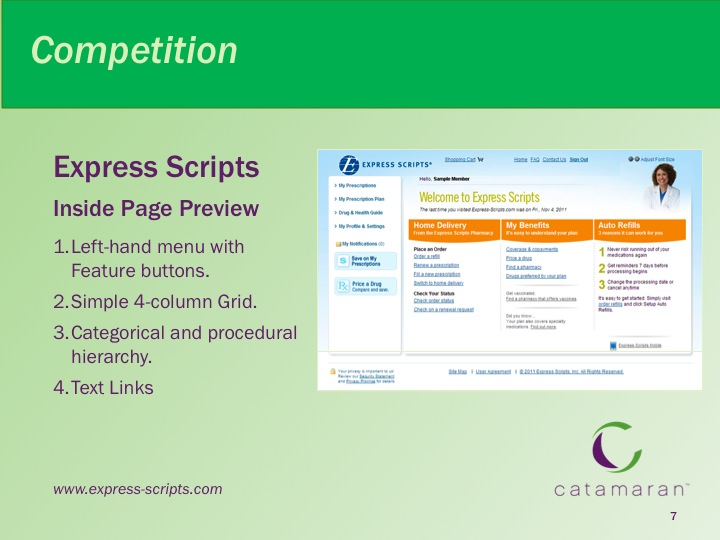 Competition
Express Scripts
Inside Page Preview
1. Left-hand menu with
Feature buttons.
2. Simple 4-column Grid.
3. Categorical and procedural
hierarchy.
4. Text Links
www.express-scripts.com
EXPRESS SCRIPTS®
Shopping Cart
Home FAQ Contact Us Sign Out
Adjust Font Size
Hello, Sample Member
Welcome to Express Scripts
The last time you visited Express-Scripts.com was on Fri., Nov 4, 2011
My Prescriptions
My Prescription Plan
Drug & Health Guide
My Profile & Settings
My Notifications (0)
Save on My
Prescriptions
Price a Drug
Compare and save.
Home Delivery
From the Express Scripts Pharmacy
Place an Order
Order a refill
Renew a prescription
Fill a new prescription
Switch to home delivery
Check Your Status
Check order status
Check on a renewal request
My Benefits
It's easy to understand your plan.
Coverage & copayments
Price a drug
Find a pharmacy
Drugs preferred by your plan
Get vaccinated.
Find a pharmacy that offers vaccines.
Did you know...
Your plan also covers specialty
medications. Find out more
Auto Refills
3 reasons it can work for you
1 Never risk running out of your
medications again
2 Get reminders 7 days before
processing begins
3 Change the processing date or
cancel anytime
It's easy to get started. Simply visit
order refills and click Setup Auto
Refills.
Express Scripts Mobile
Your privacy is important to us.
Review our Security Statement
and Privacy Promise for details.
Site Map | User Agreement | © 2011 Express Scripts, Inc. All Rights Reserved.
catamaran™
7